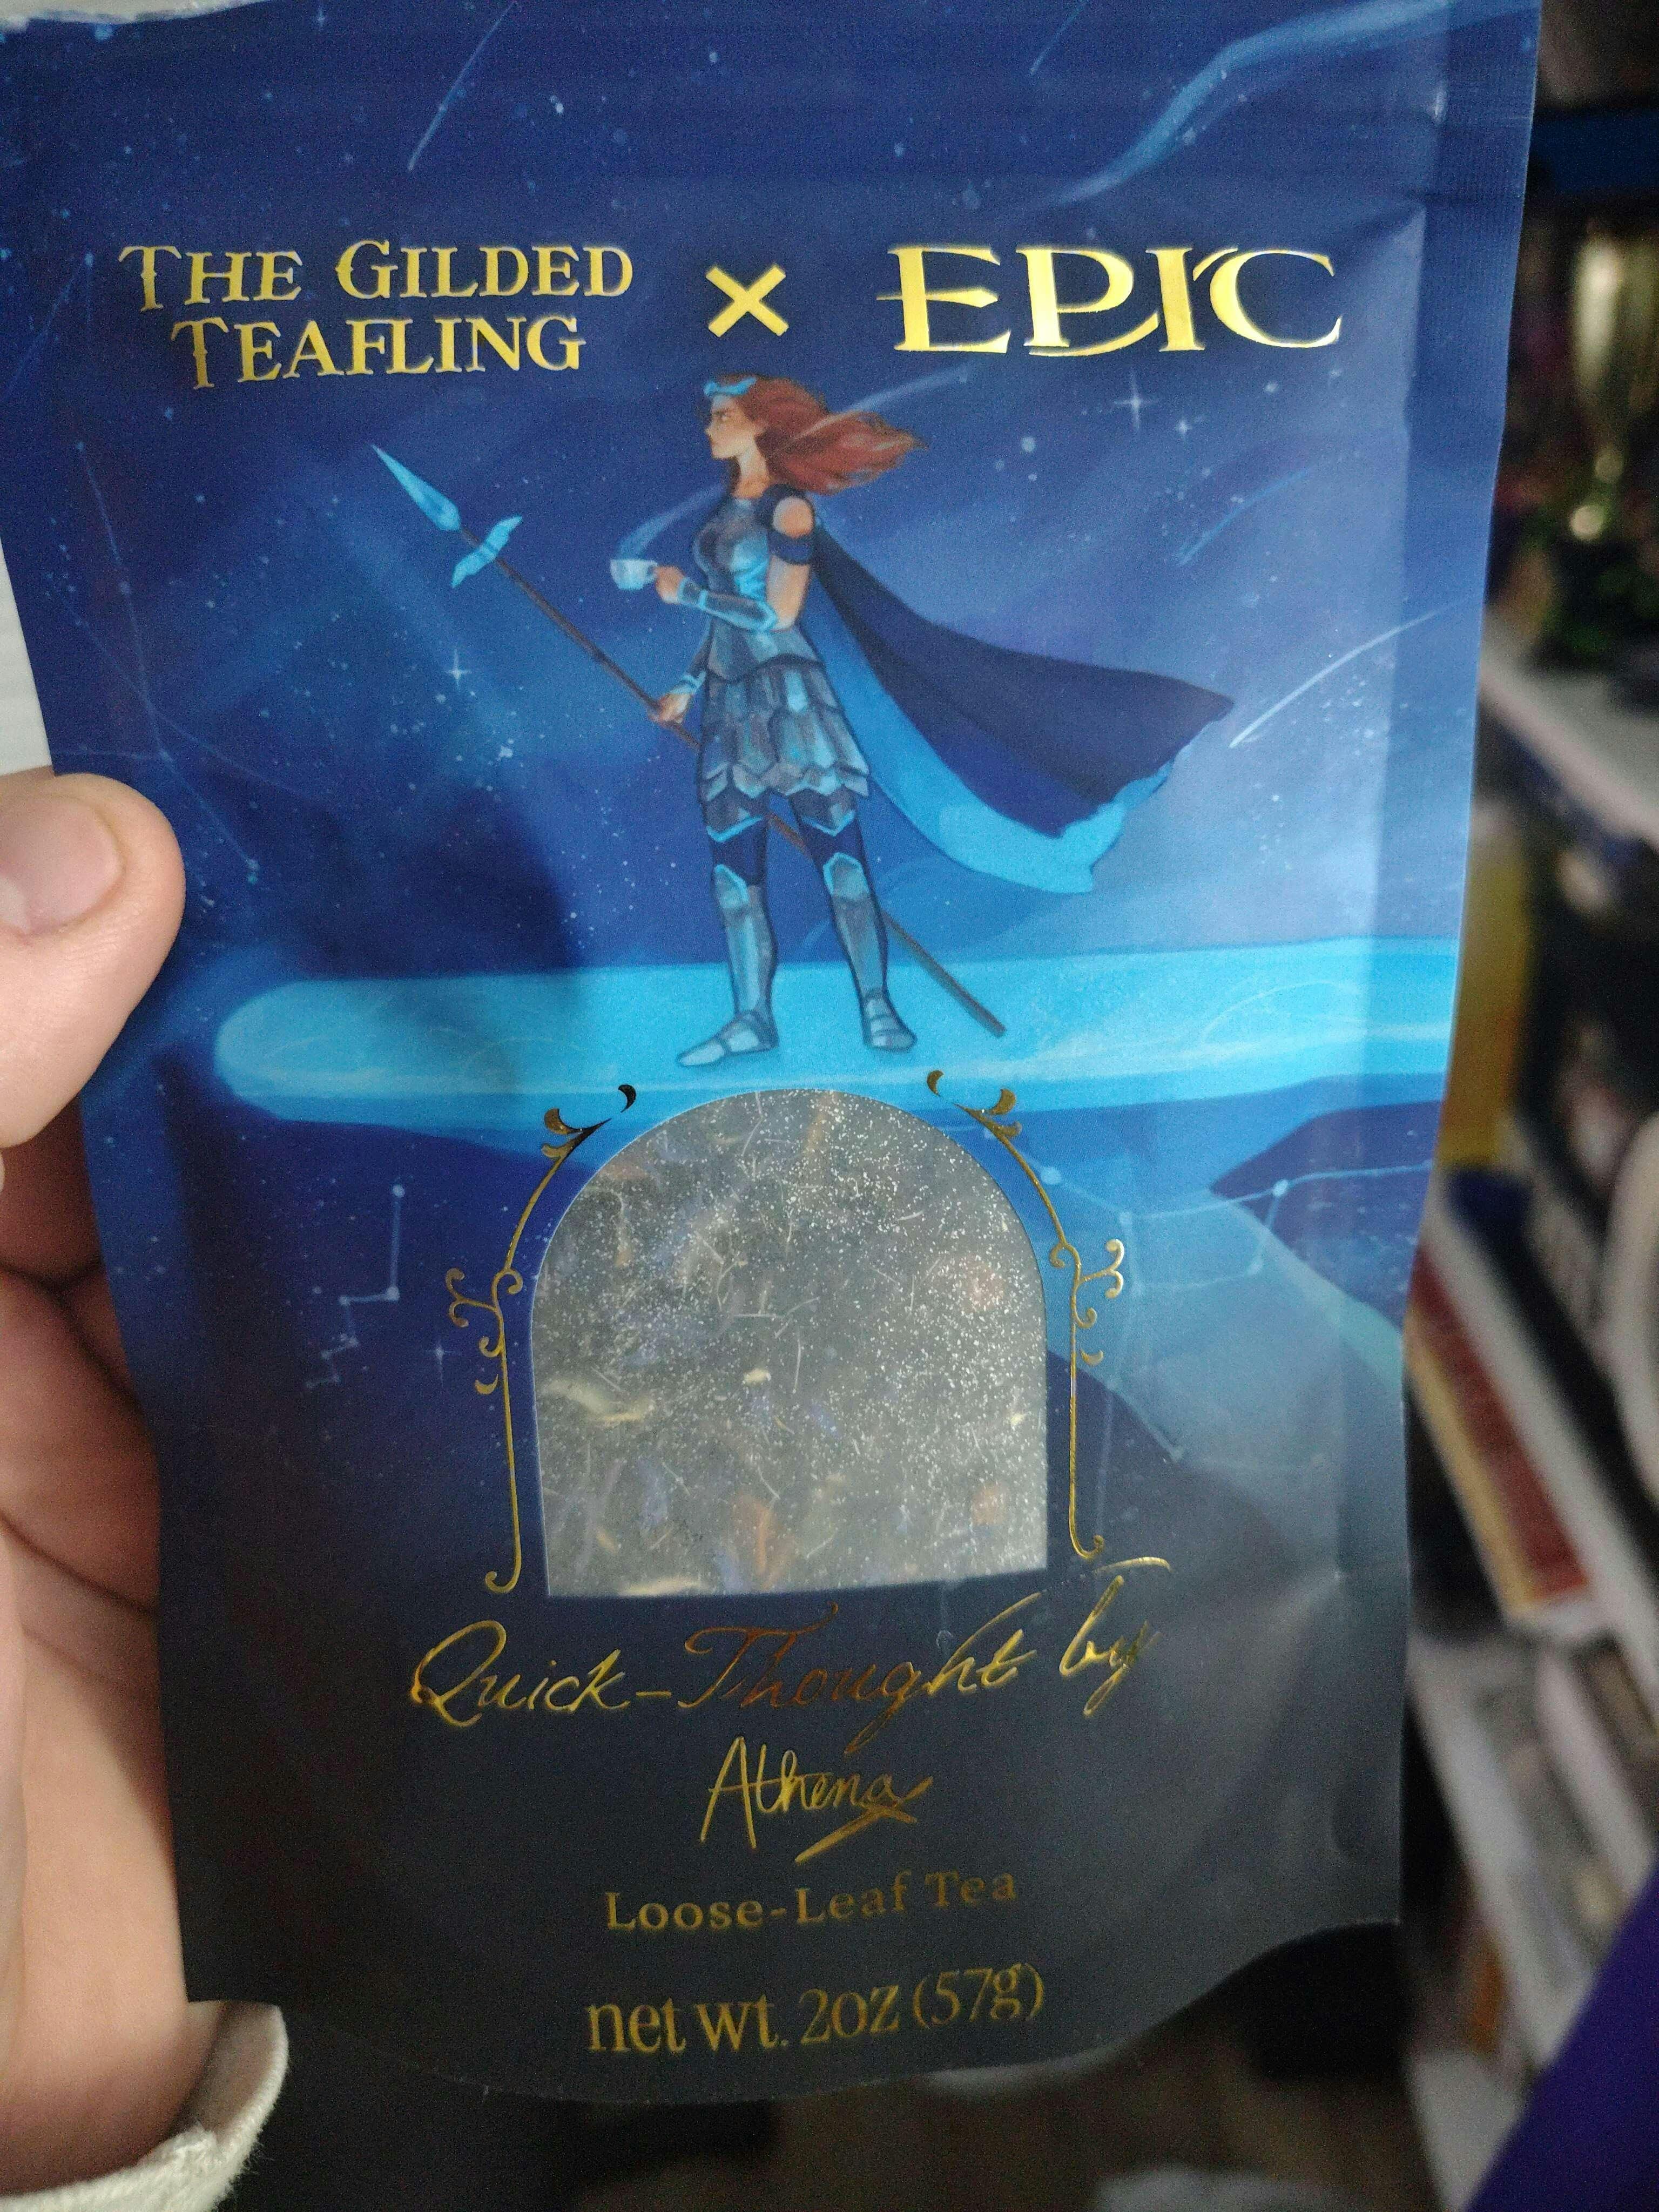 THE GILDED
TEAFLING
×
EPIC
Quick-Thought by
Athena
Loose-Leaf Tea
net wt. 2oz (57g)